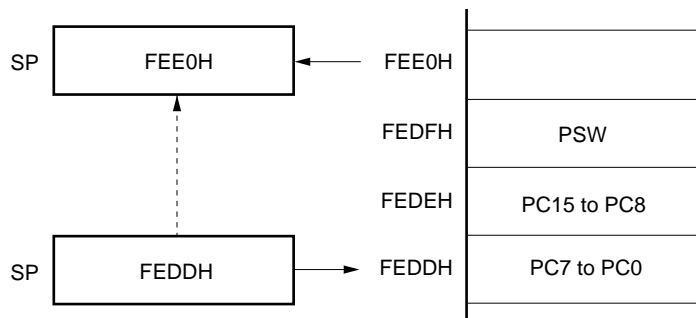 SP FEE0H FEE0H
FEDFH PSW
FEDEH PC15 to PC8
SP FEDDH FEDDH PC7 to PC0